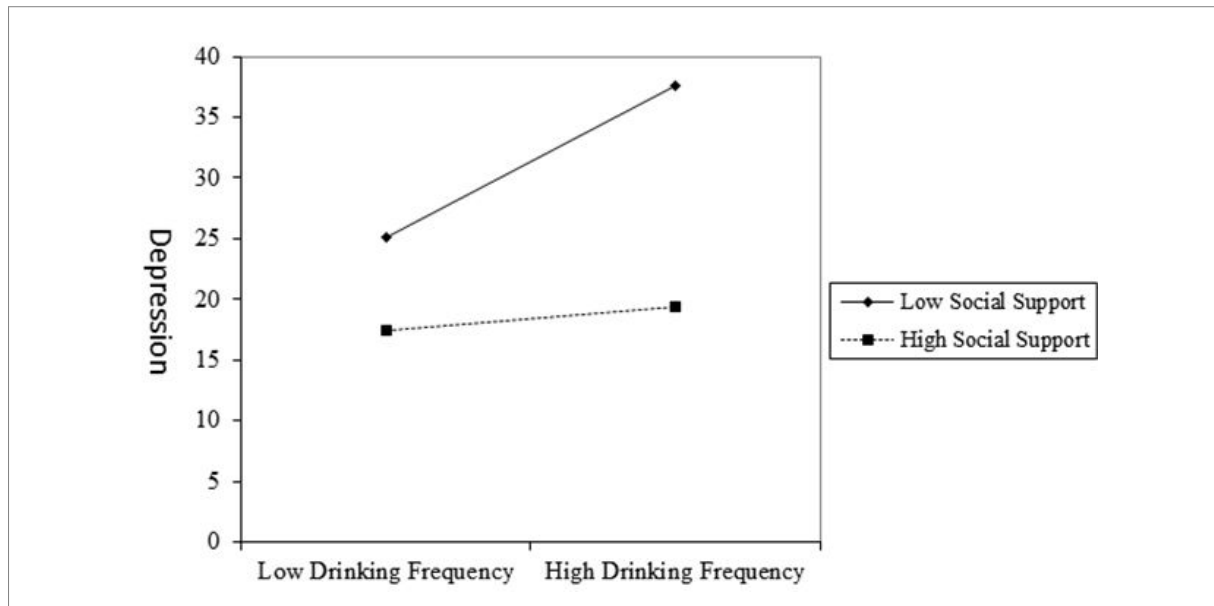 40
35
30
25
20
15
10
5
0
Depression
Low Drinking Frequency
High Drinking Frequency
Low Social Support
High Social Support